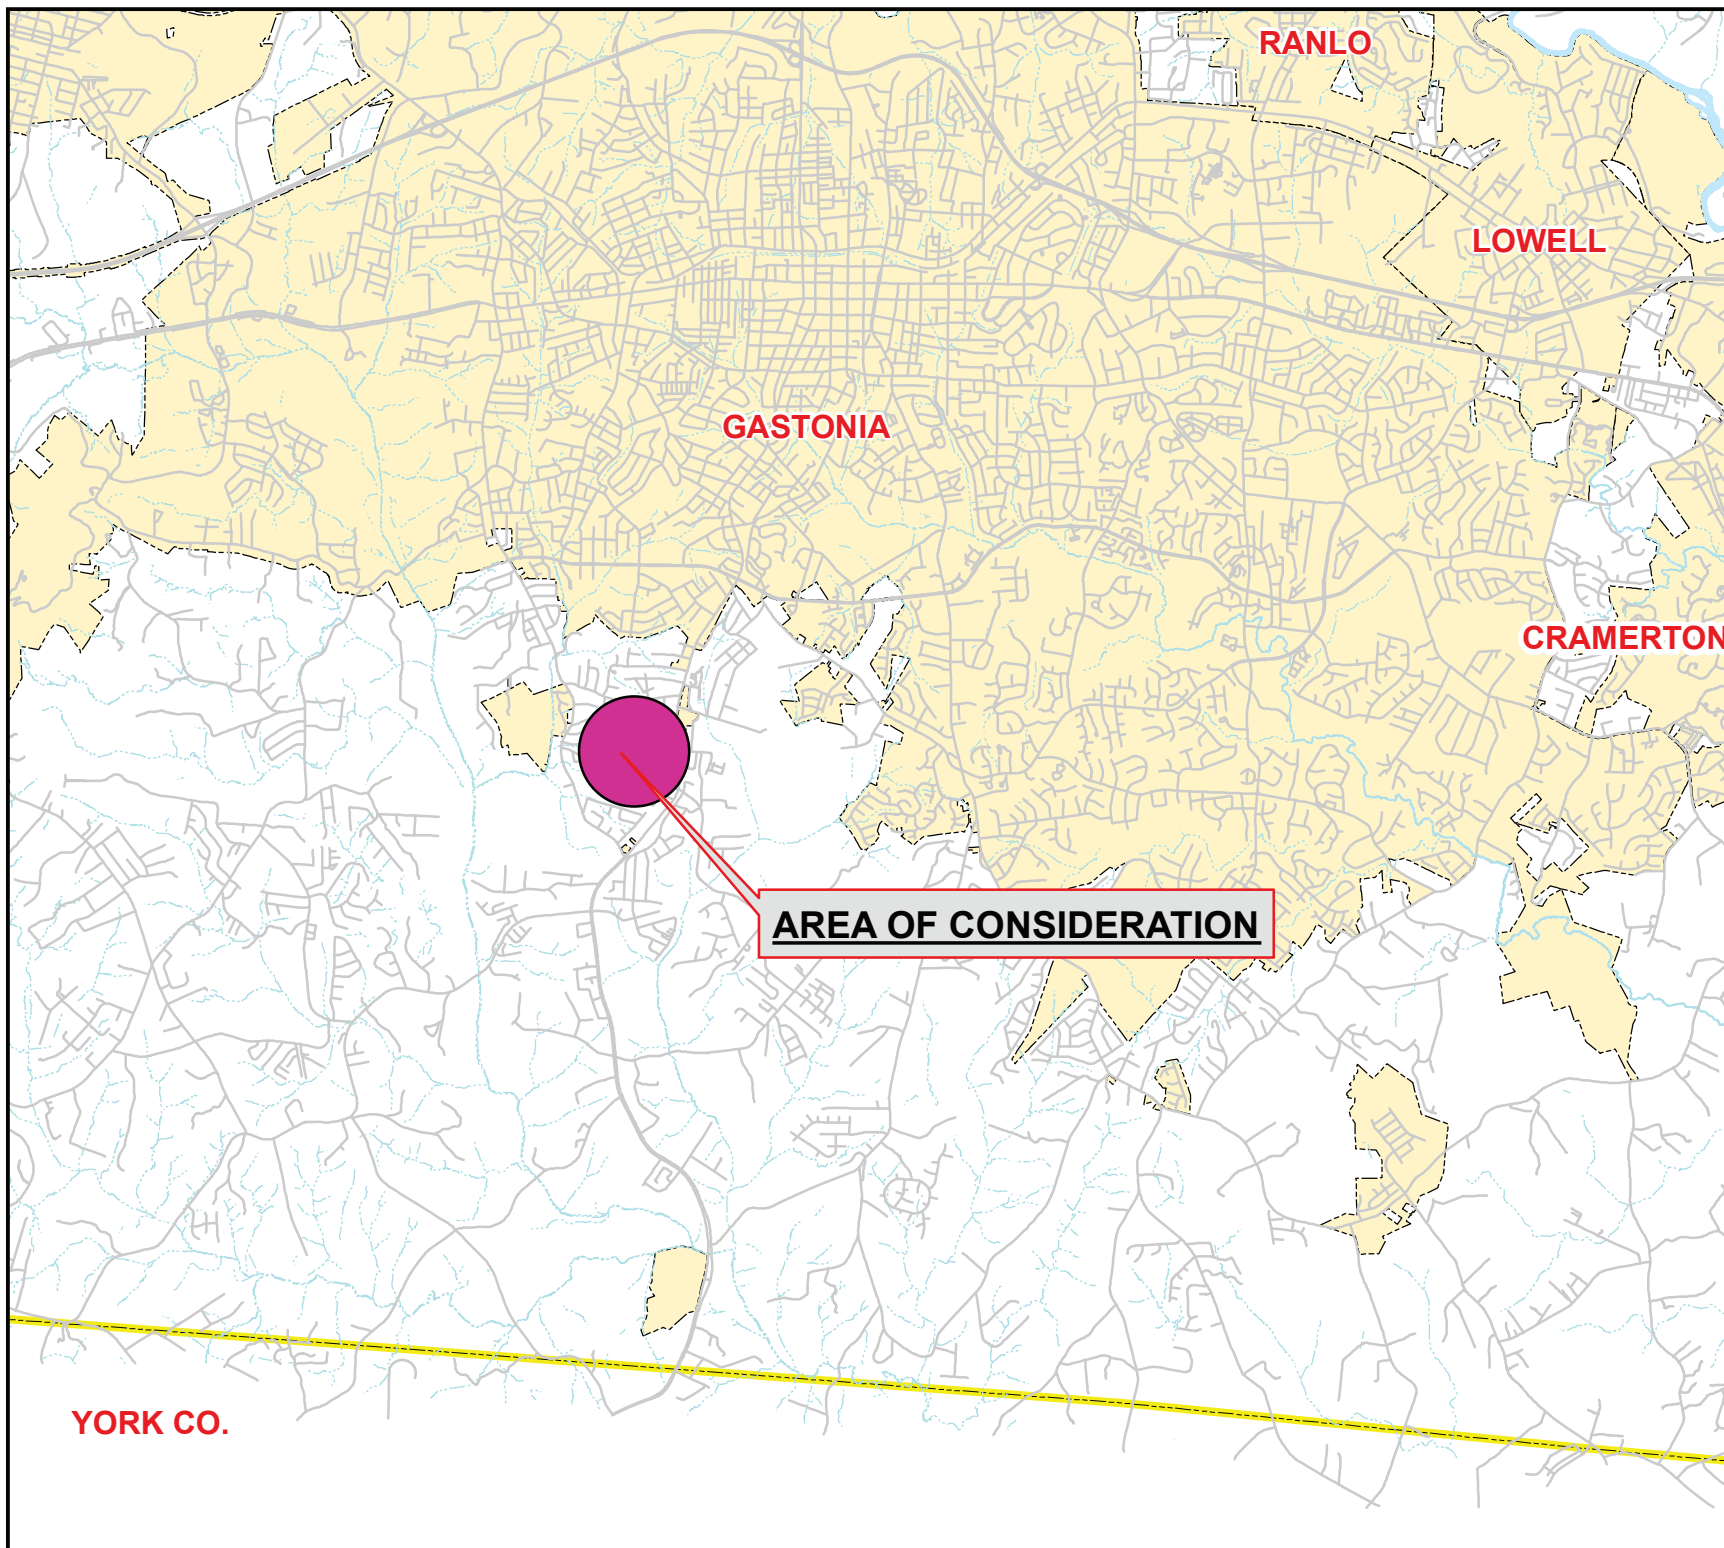 RANLO
LOWELL
GASTONIA
CRAMERTON
AREA OF CONSIDERATION
YORK CO.